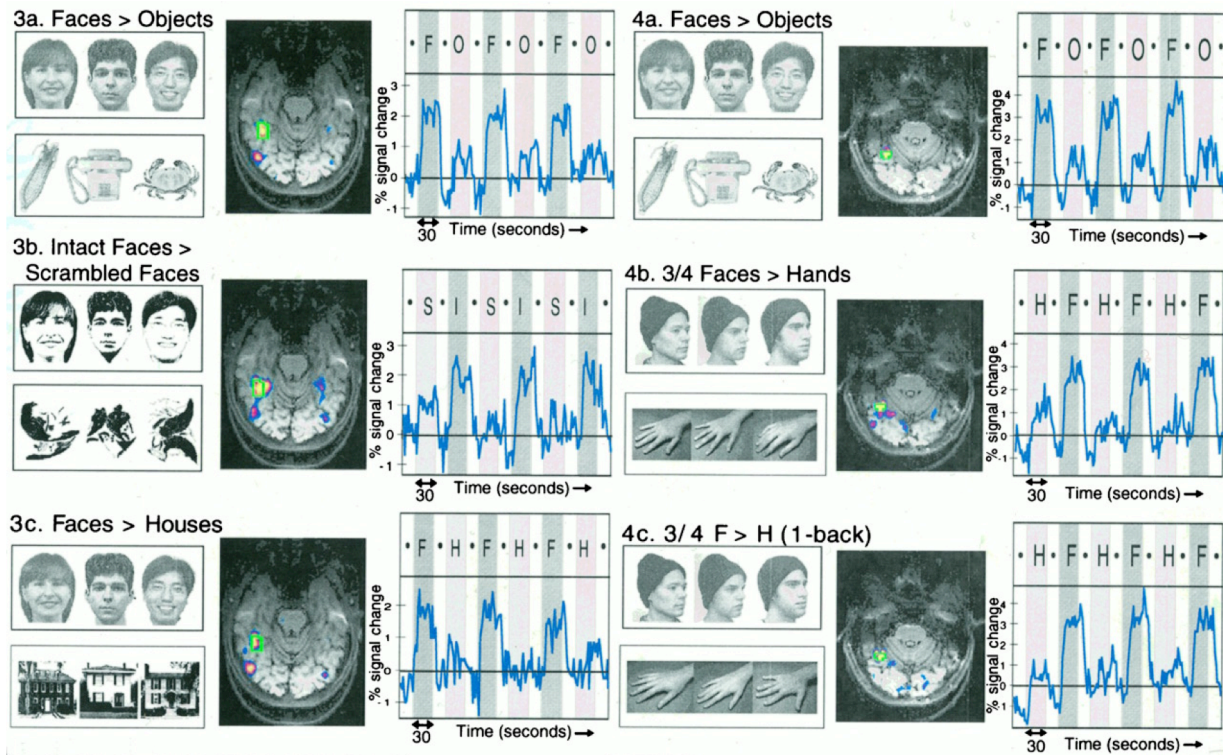 3a. Faces > Objects
• F • O • F • O • F • O •
% signal change
3
2
1
0
-1
30
Time (seconds) →
3b. Intact Faces >
Scrambled Faces
• S I • S I • S I •
% signal change
3
2
1
0
-1
30
Time (seconds) →
3c. Faces > Houses
• F • H • F • H • F • H •
% signal change
2
1
0
-1
30
Time (seconds) →
4a. Faces > Objects
• F • O • F • O • F • O •
% signal change
4
3
2
1
0
-1
30
Time (seconds) →
4b. 3/4 Faces > Hands
• H • F • H • F • H • F •
% signal change
4
3
2
1
0
-1
30
Time (seconds) →
4c. 3/4 F > H (1-back)
• H • F • H • F • H • F •
% signal change
4
3
2
1
0
-1
30
Time (seconds) →